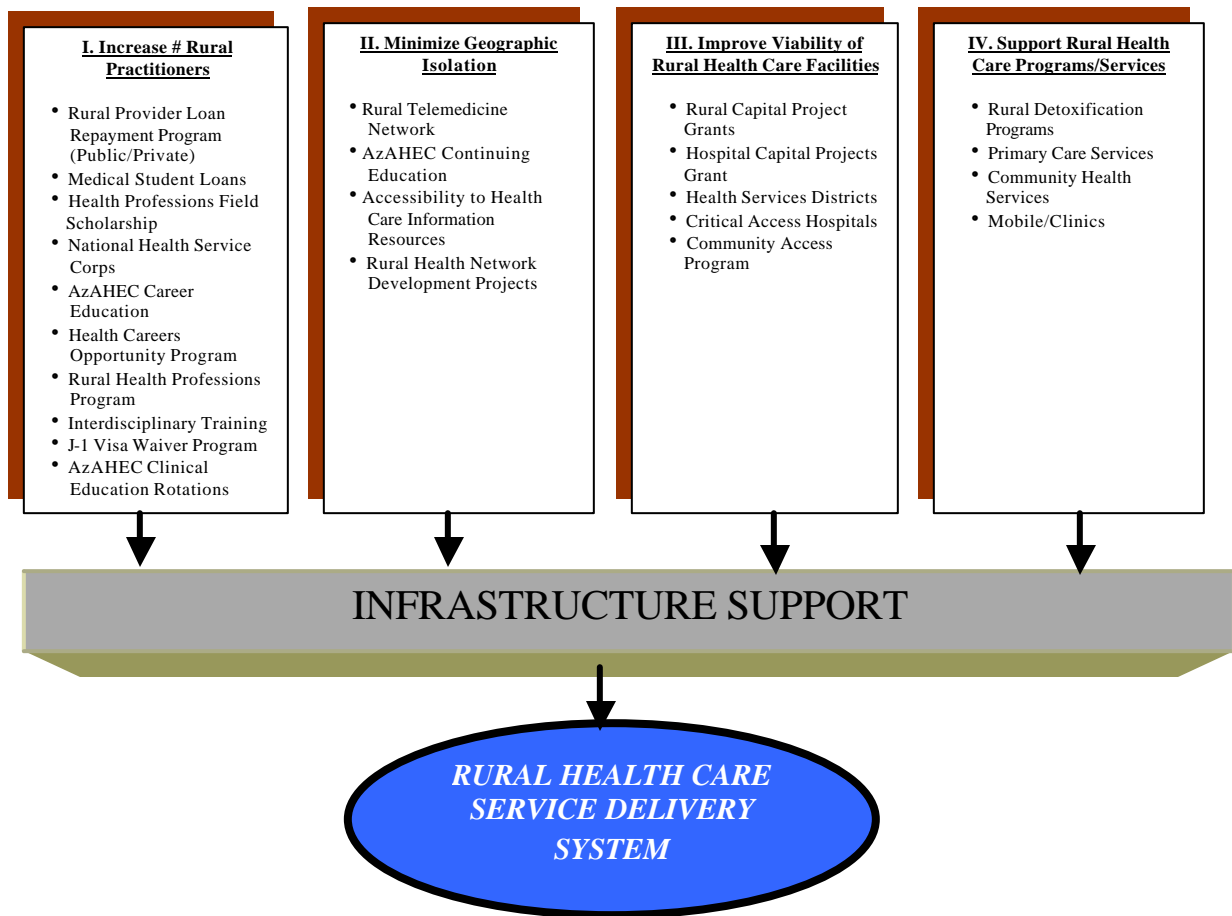 I. Increase # Rural
Practitioners
• Rural Provider Loan
Repayment Program
(Public/Private)
• Medical Student Loans
• Health Professions Field
Scholarship
• National Health Service
Corps
• AzAHEC Career
Education
• Health Careers
Opportunity Program
• Rural Health Professions
Program
• Interdisciplinary Training
• J-1 Visa Waiver Program
• AzAHEC Clinical
Education Rotations
II. Minimize Geographic
Isolation
• Rural Telemedicine
Network
• AzAHEC Continuing
Education
• Accessibility to Health
Care Information
Resources
• Rural Health Network
Development Projects
III. Improve Viability of
Rural Health Care Facilities
• Rural Capital Project
Grants
• Hospital Capital Projects
Grant
• Health Services Districts
• Critical Access Hospitals
• Community Access
Program
IV. Support Rural Health
Care Programs/Services
• Rural Detoxification
Programs
• Primary Care Services
• Community Health
Services
• Mobile/Clinics
INFRASTRUCTURE SUPPORT
RURAL HEALTH CARE
SERVICE DELIVERY
SYSTEM